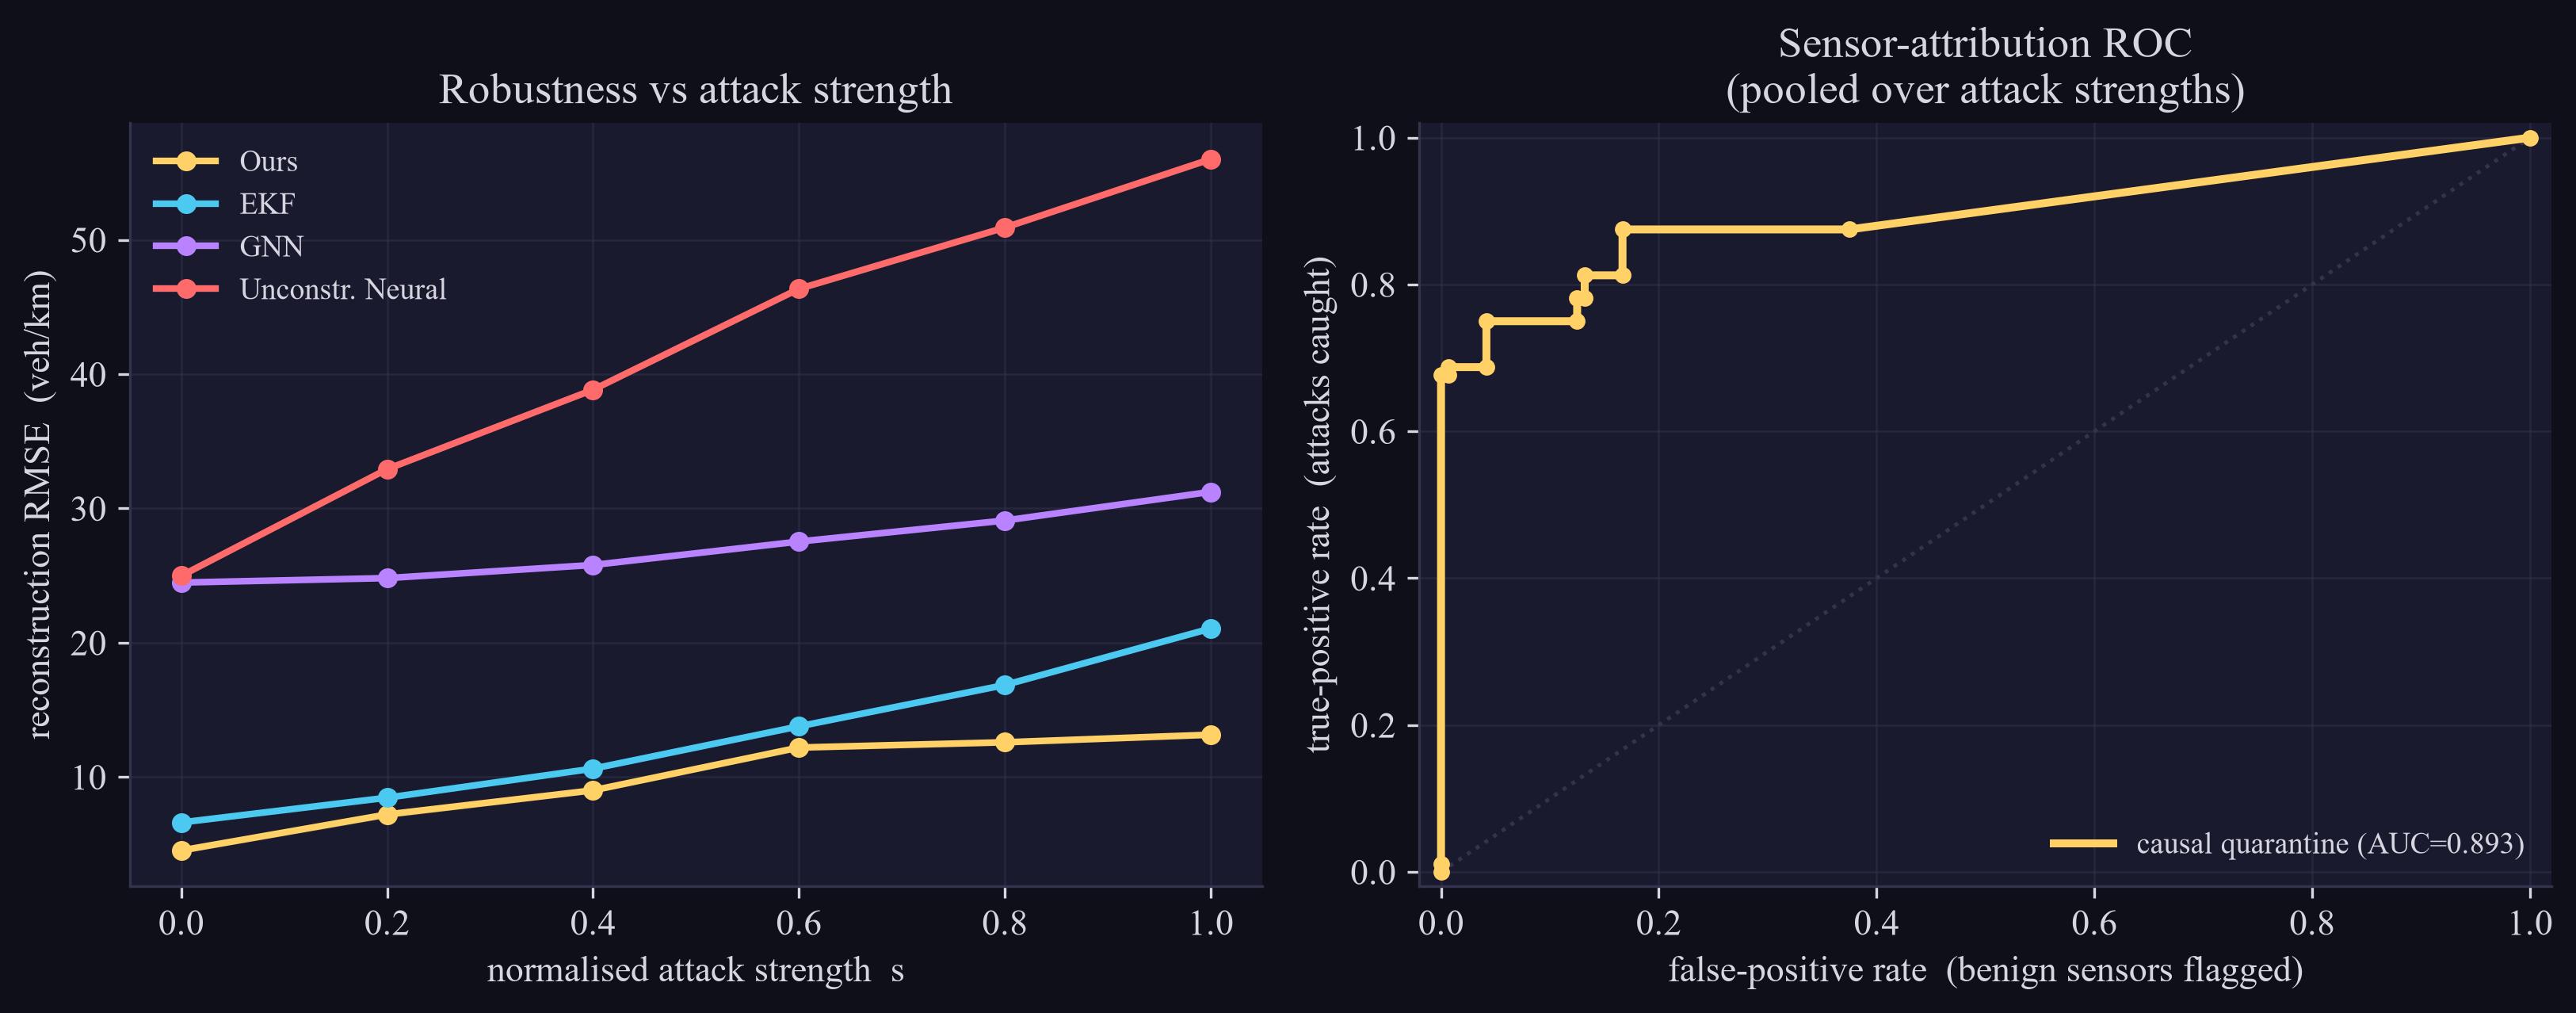 Robustness vs attack strength
Ours
EKF
GNN
Unconstr. Neural
reconstruction RMSE (veh/km)
50
40
30
20
10
0.0 0.2 0.4 0.6 0.8 1.0
normalised attack strength s
Sensor-attribution ROC
(pooled over attack strengths)
true-positive rate (attacks caught)
1.0
0.8
0.6
0.4
0.2
0.0
causal quarantine (AUC=0.893)
0.0 0.2 0.4 0.6 0.8 1.0
false-positive rate (benign sensors flagged)